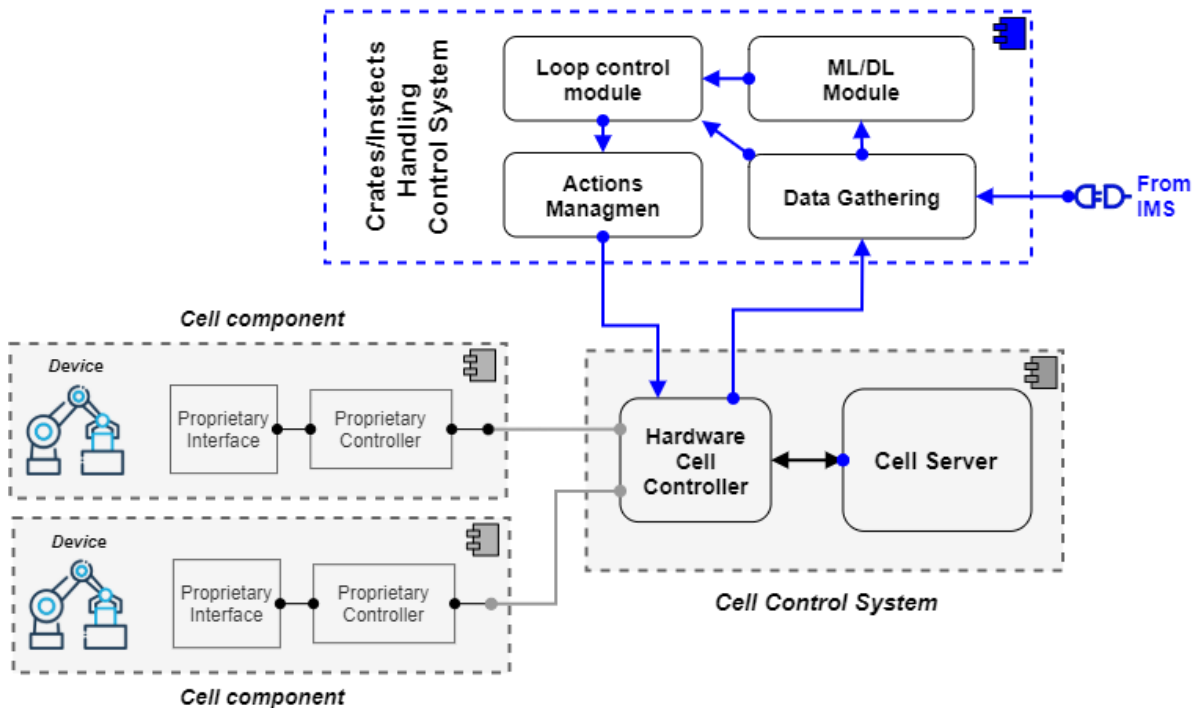 Crates/Instects
Handling
Control System
Loop control
module
ML/DL
Module
Actions
Managmen
Data Gathering
From
IMS
Cell component
Device
Proprietary
Interface
Proprietary
Controller
Hardware
Cell
Controller
Cell Server
Device
Proprietary
Interface
Proprietary
Controller
Cell Control System
Cell component